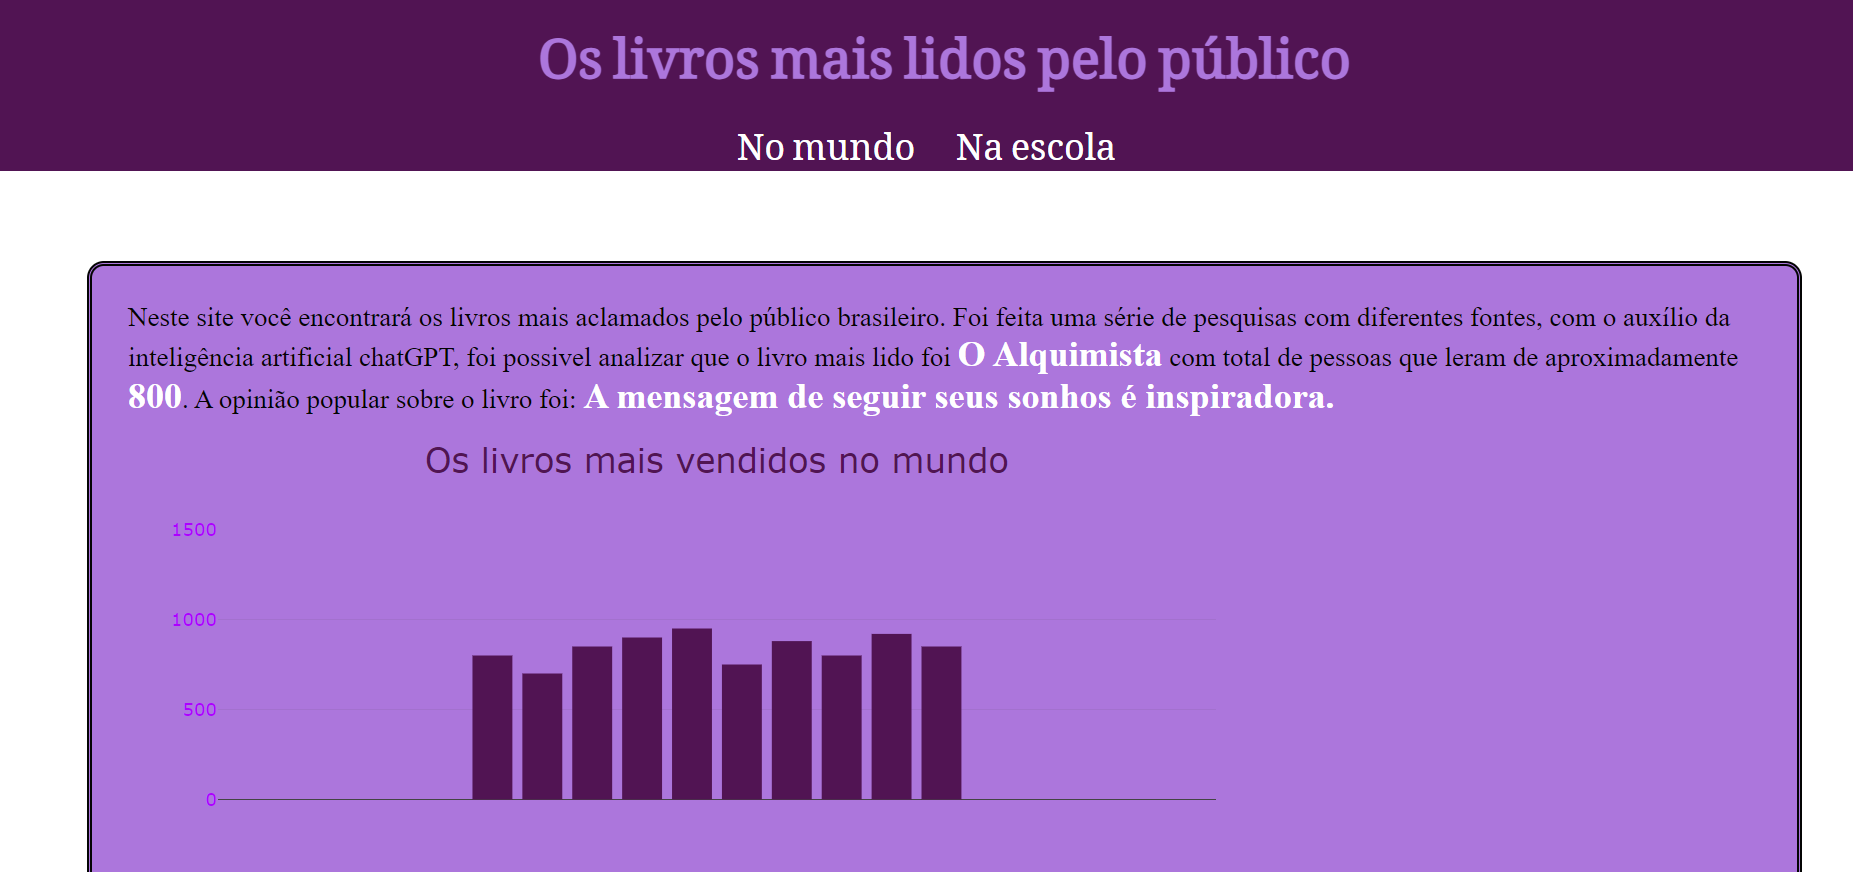 Os livros mais lidos pelo público
No mundo Na escola
Neste site você encontrará os livros mais aclamados pelo público brasileiro. Foi feita uma série de pesquisas com diferentes fontes, com o auxílio da
inteligência artificial chatGPT, foi possivel analizar que o livro mais lido foi O Alquimista com total de pessoas que leram de aproximadamente
800. A opinião popular sobre o livro foi: A mensagem de seguir seus sonhos é inspiradora.
Os livros mais vendidos no mundo
1500
1000
500
0